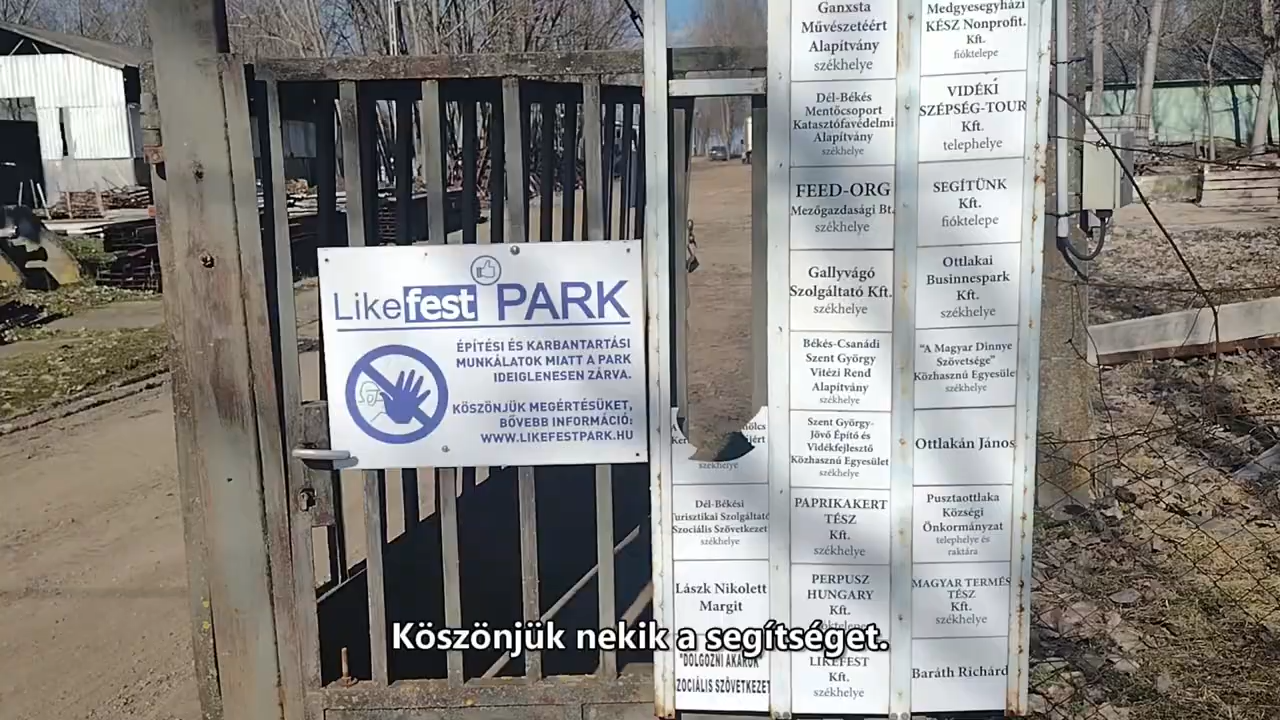 Likefest PARK
ÉPÍTÉSI ÉS KARBANTARTÁSI
MUNKÁLATOK MIATT A PARK
IDEIGLENESEN ZÁRVA.
KÖSZÖNJÜK MEGÉRTÉSÜKET,
BŐVEBB INFORMÁCIÓ:
WWW.LIKEFESTPARK.HU
székhelye
Dél-Békési
Turisztikai Szolgáltató
Szociális Szövetkezet
székhelye
Lászk Nikolett
Margit
"DOLGOZNI AKARÓK"
ZOCIÁLIS SZÖVETKEZET
Ganxsta
Művészetéért
Alapítvány
székhelye
Dél-Békés
Mentőcsoport
Katasztófavédelmi
Alapítvány
székhelye
FEED-ORG
Mezőgazdasági Bt.
székhelye
Gallyvágó
Szolgáltató Kft.
székhelye
Békés-Csanádi
Szent György
Vitézi Rend
Alapítvány
székhelye
Szent György-
Jövő Építő és
Vidékfejlesztő
Közhasznú Egyesület
székhelye
PAPRIKAKERT
TÉSZ
Kft.
székhelye
PERPUSZ
HUNGARY
Kft.
LIKEFEST
Kft.
székhelye
Medgyesegyházi
KÉSZ Nonprofit.
Kft.
fióktelepe
VIDÉKI
SZÉPSÉG-TOUR
Kft.
telephelye
SEGÍTÜNK
Kft.
fióktelepe
Ottlakai
Businnespark
Kft.
székhelye
"A Magyar Dinnye
Szövetsége"
Közhasznú Egyesület
székhelye
Ottlakán János
Pusztaottlaka
Községi
Önkormányzat
telephelye és
raktára
MAGYAR TERMÉS
TÉSZ
Kft.
székhelye
Baráth Richárd
Köszönjük nekik a segítséget.